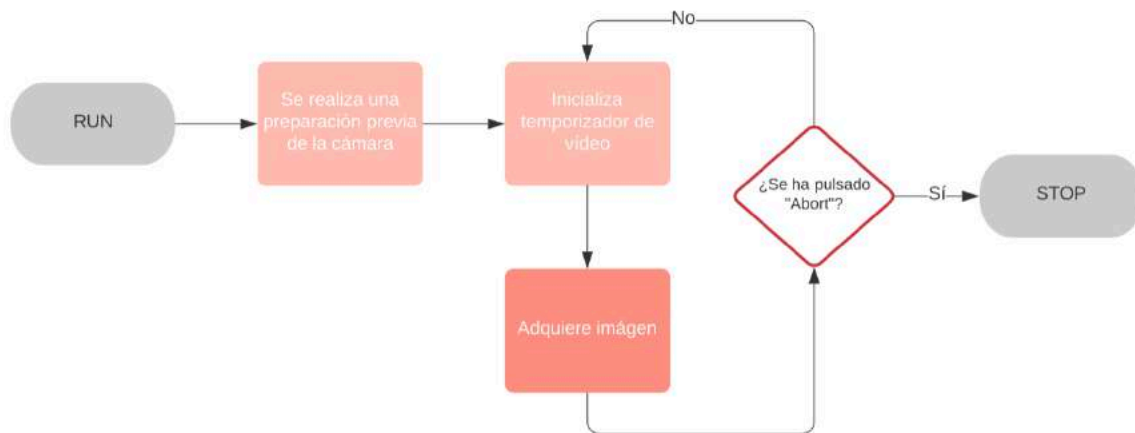 RUN
Se realiza una
preparación previa
de la cámara
Inicializa
temporizador de
vídeo
Adquiere imágen
¿Se ha pulsado
"Abort"?
No
Sí
STOP